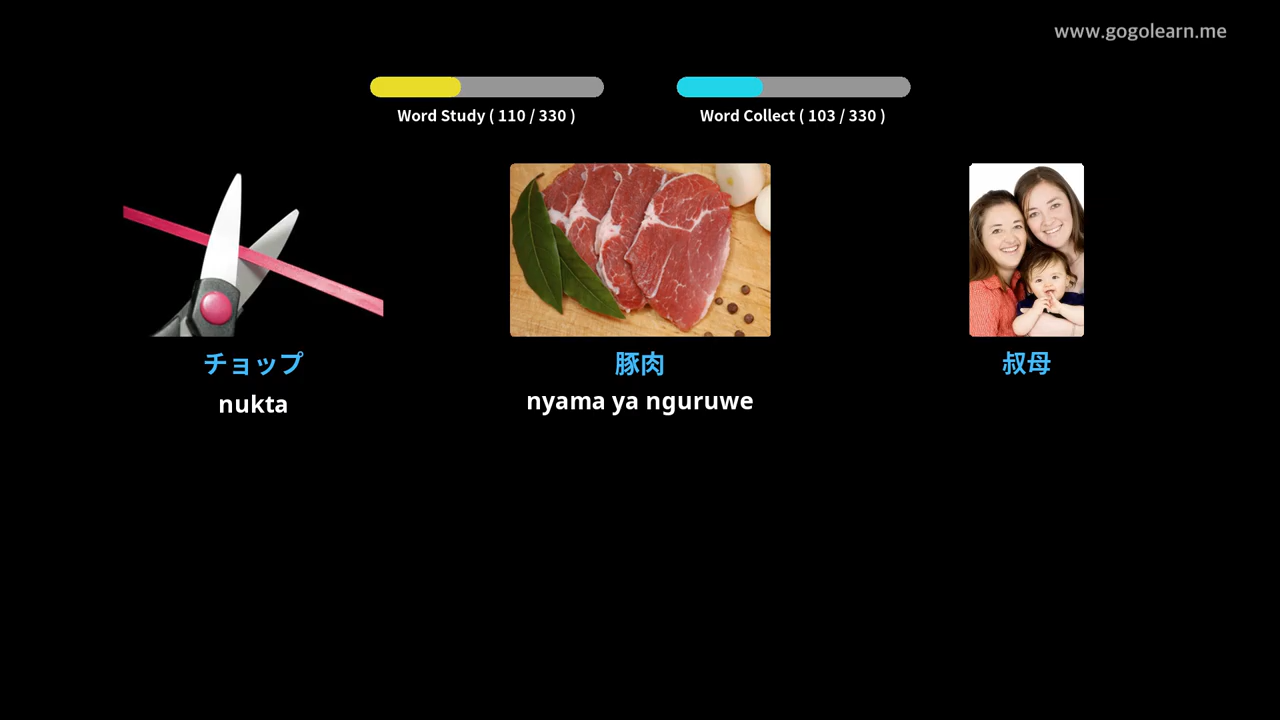 www.gogolearn.me
Word Study ( 110 / 330 )
Word Collect ( 103 / 330 )
チョップ
nukta
豚肉
nyama ya nguruwe
叔母